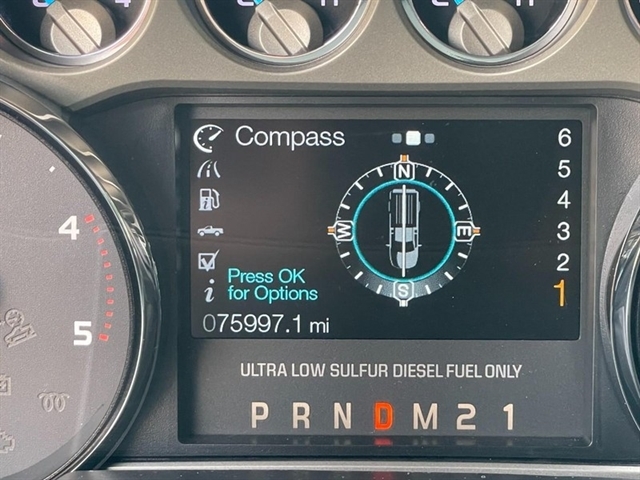 Compass
6
5
4
3
2
1
N
W
E
S
Press OK
for Options
075997.1 mi
4
5
ULTRA LOW SULFUR DIESEL FUEL ONLY
P R N D M 2 1